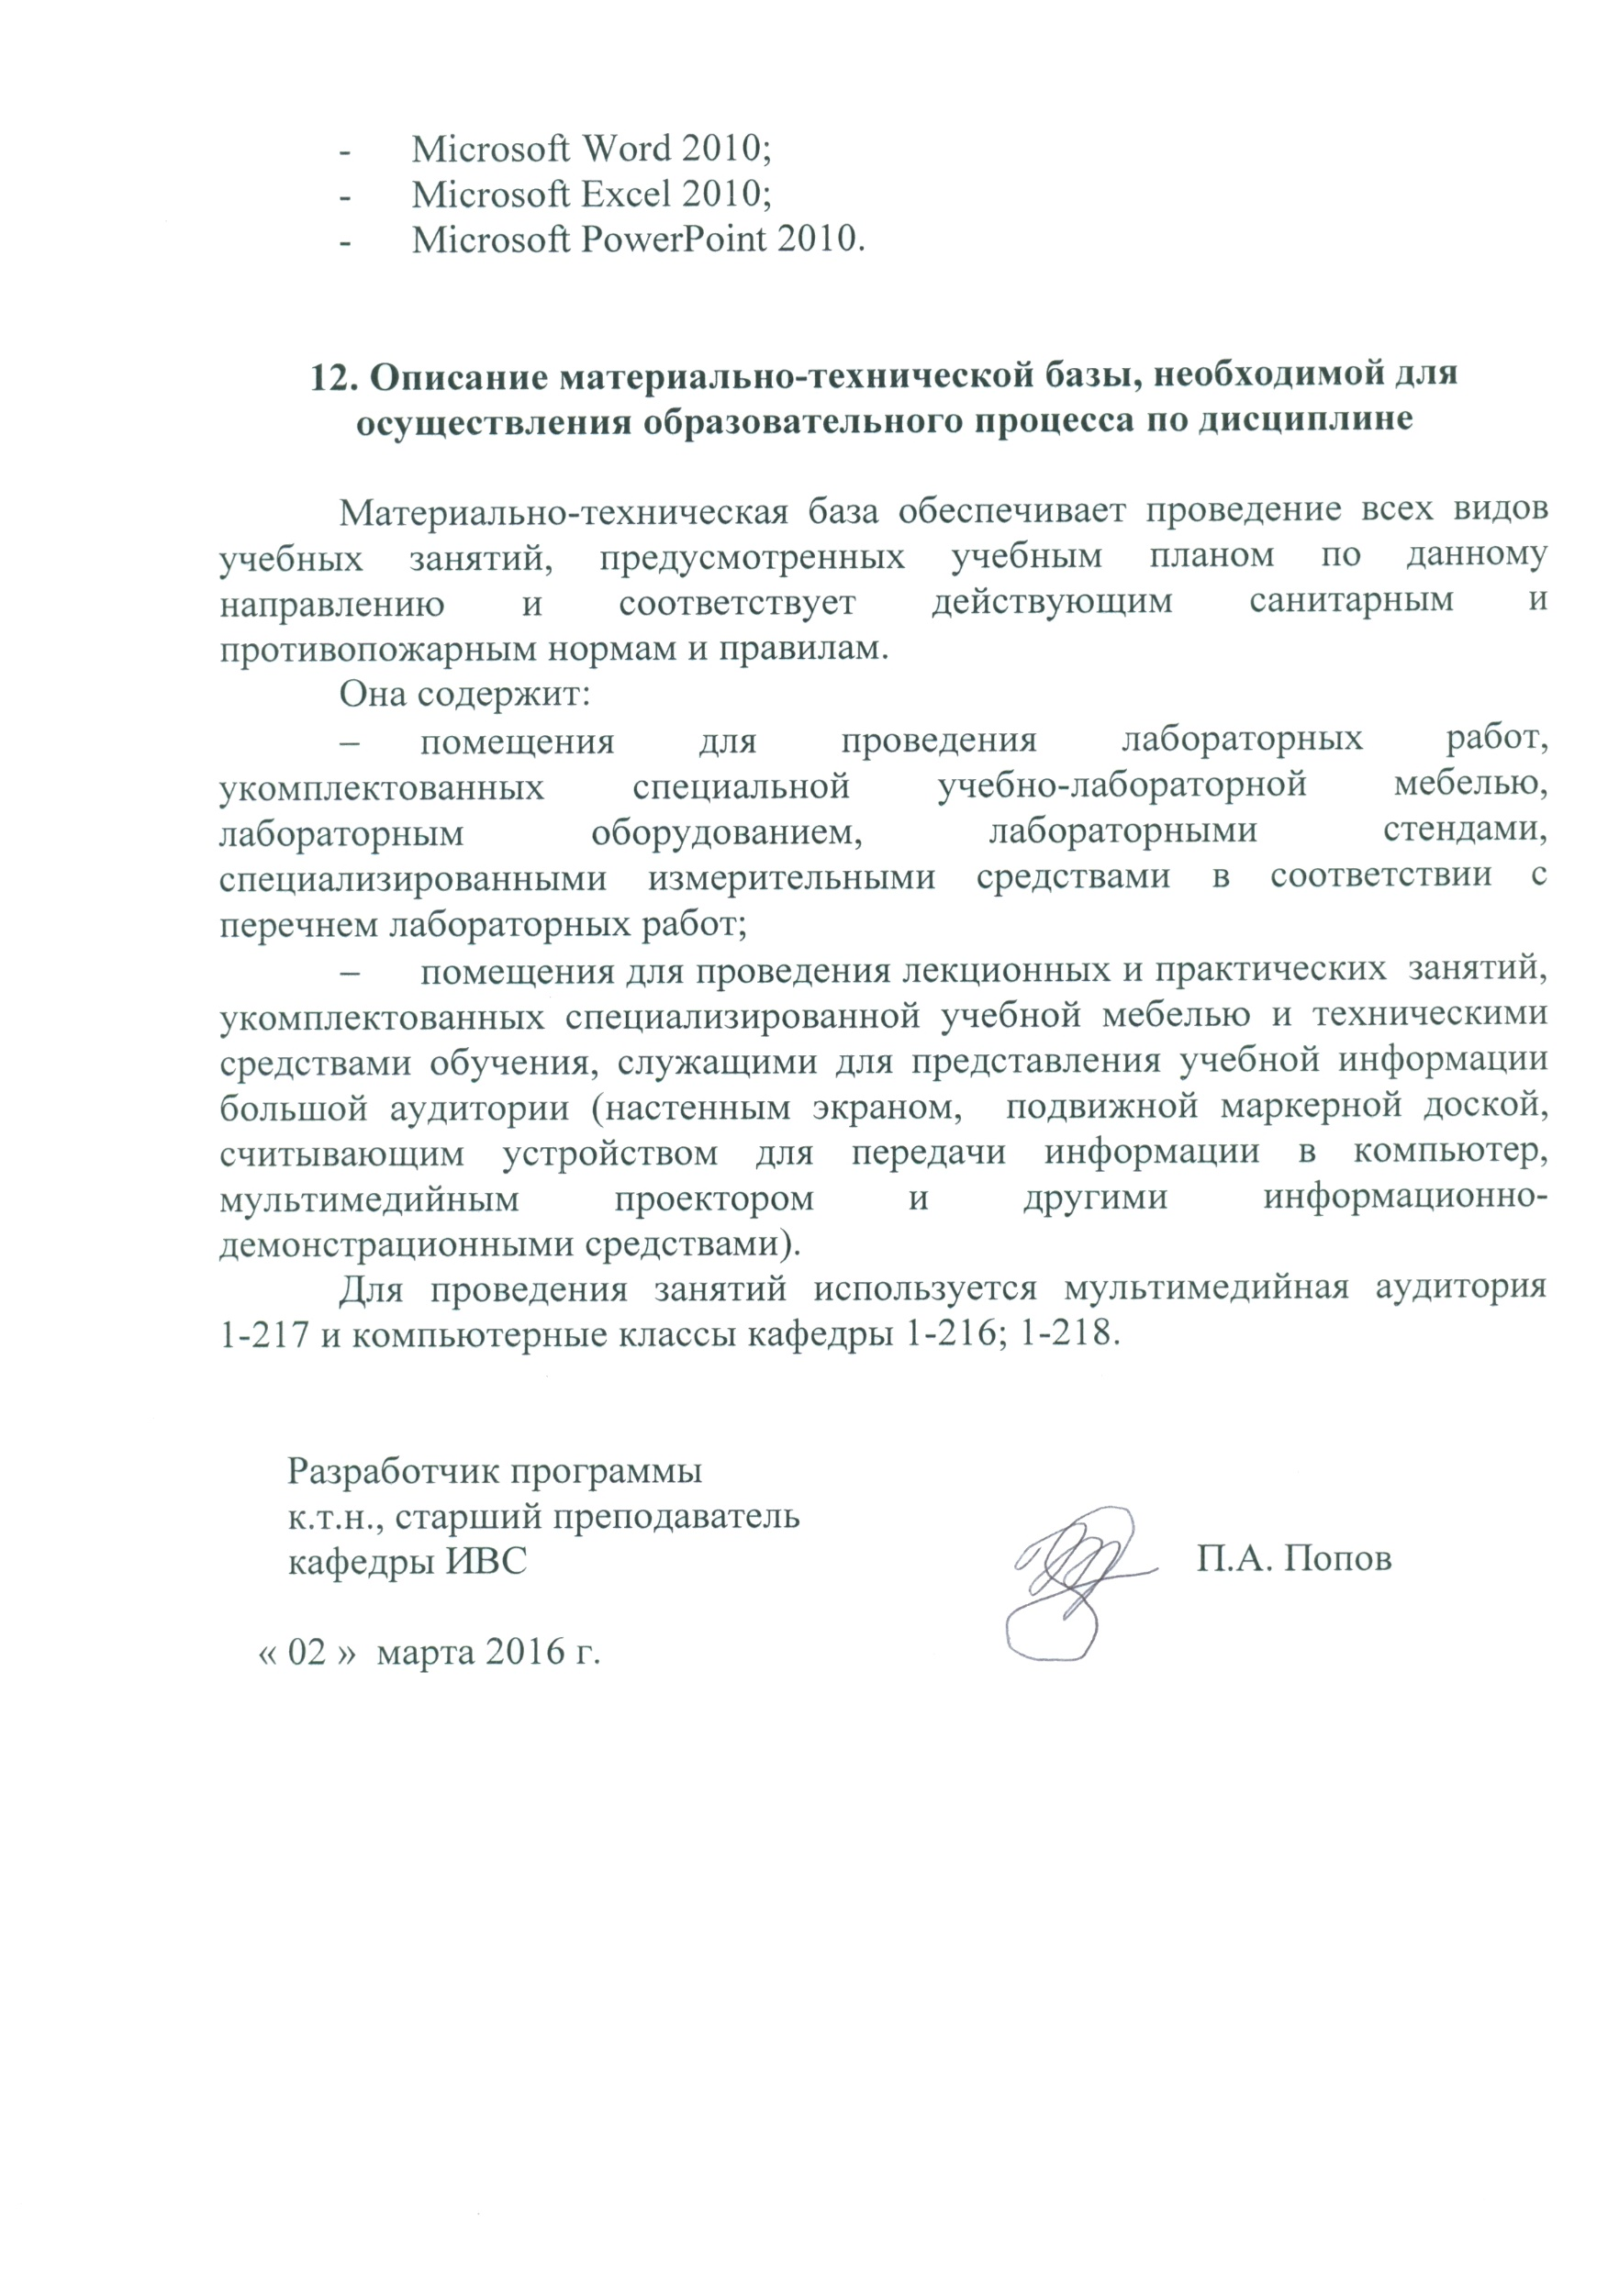 - Microsoft Word 2010;
- Microsoft Excel 2010;
- Microsoft PowerPoint 2010.
12. Описание материально-технической базы, необходимой для
осуществления образовательного процесса по дисциплине
Материально-техническая база обеспечивает проведение всех видов
учебных занятий, предусмотренных учебным планом по данному
направлению и соответствует действующим санитарным и
противопожарным нормам и правилам.
Она содержит:
– помещения для проведения лабораторных работ,
укомплектованных специальной учебно-лабораторной мебелью,
лабораторным оборудованием, лабораторными стендами,
специализированными измерительными средствами в соответствии с
перечнем лабораторных работ;
– помещения для проведения лекционных и практических занятий,
укомплектованных специализированной учебной мебелью и техническими
средствами обучения, служащими для представления учебной информации
большой аудитории (настенным экраном, подвижной маркерной доской,
считывающим устройством для передачи информации в компьютер,
мультимедийным проектором и другими информационно-
демонстрационными средствами).
Для проведения занятий используется мультимедийная аудитория
1-217 и компьютерные классы кафедры 1-216; 1-218.
Разработчик программы
к.т.н., старший преподаватель
кафедры ИВС П.А. Попов
« 02 » марта 2016 г.